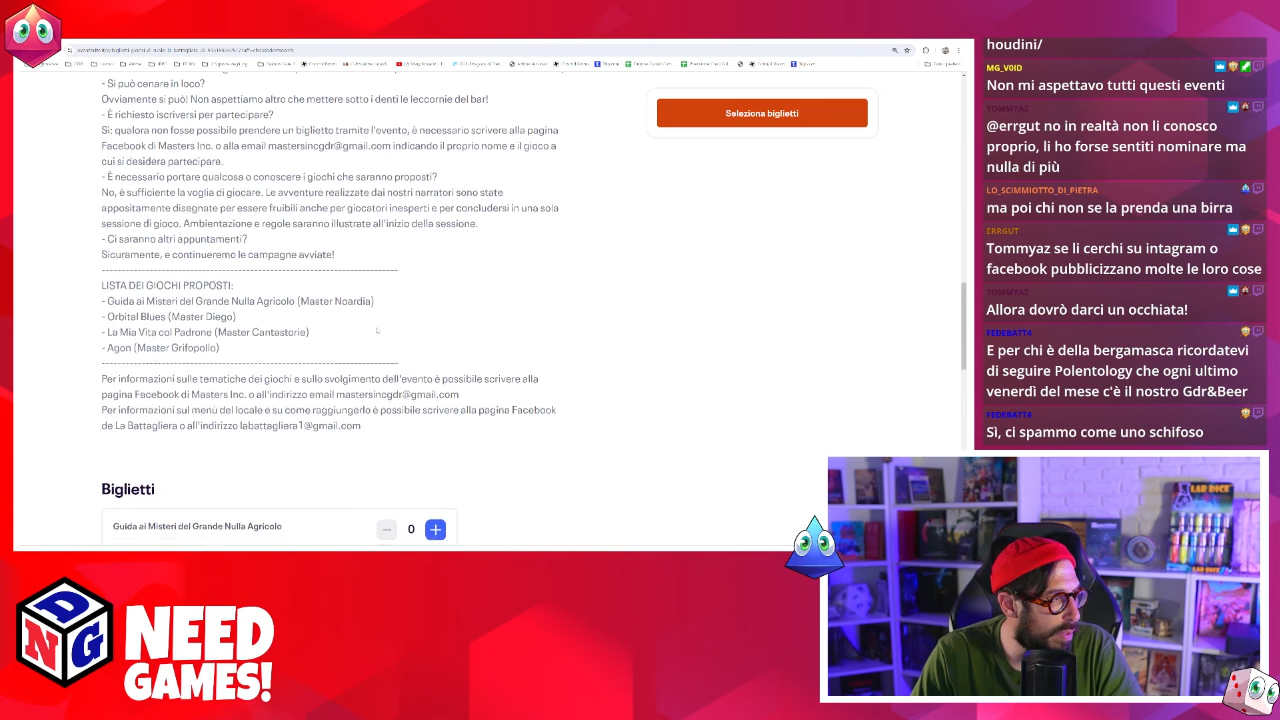 - Si può cenare in loco?
Ovviamente si può! Non aspettiamo altro che mettere sotto i denti le leccornie del bar!
- È richiesto iscriversi per partecipare?
Si: qualora non fosse possibile prendere un biglietto tramite l'evento, è necessario scrivere alla pagina
Facebook di Masters Inc. o alla email mastersincgdr@gmail.com indicando il proprio nome e il gioco a
cui si desidera partecipare.
- È necessario portare qualcosa o conoscere i giochi che saranno proposti?
No, è sufficiente la voglia di giocare. Le avventure realizzate dai nostri narratori sono state
appositamente disegnate per essere fruibili anche per giocatori inesperti e per concludersi in una sola
sessione di gioco. Ambientazione e regole saranno illustrate all'inizio della sessione.
- Ci saranno altri appuntamenti?
Sicuramente, e continueremo le campagne avviate!
--------------------------------------------------------------------------
LISTA DEI GIOCHI PROPOSTI:
- Guida ai Misteri del Grande Nulla Agricolo (Master Noardia)
- Orbital Blues (Master Diego)
- La Mia Vita col Padrone (Master Cantastorie)
- Agon (Master Grifopollo)
--------------------------------------------------------------------------
Per informazioni sulle tematiche dei giochi e sullo svolgimento dell'evento è possibile scrivere alla
pagina Facebook di Masters Inc. o all'indirizzo email mastersincgdr@gmail.com
Per informazioni sul menù del locale e su come raggiungerlo è possibile scrivere alla pagina Facebook
de La Battagliera o all'indirizzo labattagliera1@gmail.com
Biglietti
Guida ai Misteri del Grande Nulla Agricolo
0
Seleziona biglietti
houdini/
MG_V0ID
Non mi aspettavo tutti questi eventi
TOMMYAZ
@errgut no in realtà non li conosco
proprio, li ho forse sentiti nominare ma
nulla di più
LO_SCIMMIOTTO_DI_PIETRA
ma poi chi non se la prenda una birra
ERRGUT
Tommyaz se li cerchi su intagram o
facebook pubblicizzano molte le loro cose
TOMMYAZ
Allora dovrò darci un occhiata!
FEDEBATT4
E per chi è della bergamasca ricordatevi
di seguire Polentology che ogni ultimo
venerdì del mese c'è il nostro Gdr&Beer
FEDEBATT4
Sì, ci spammo come uno schifoso
D
N G
NEED
GAMES!
LAB DICE